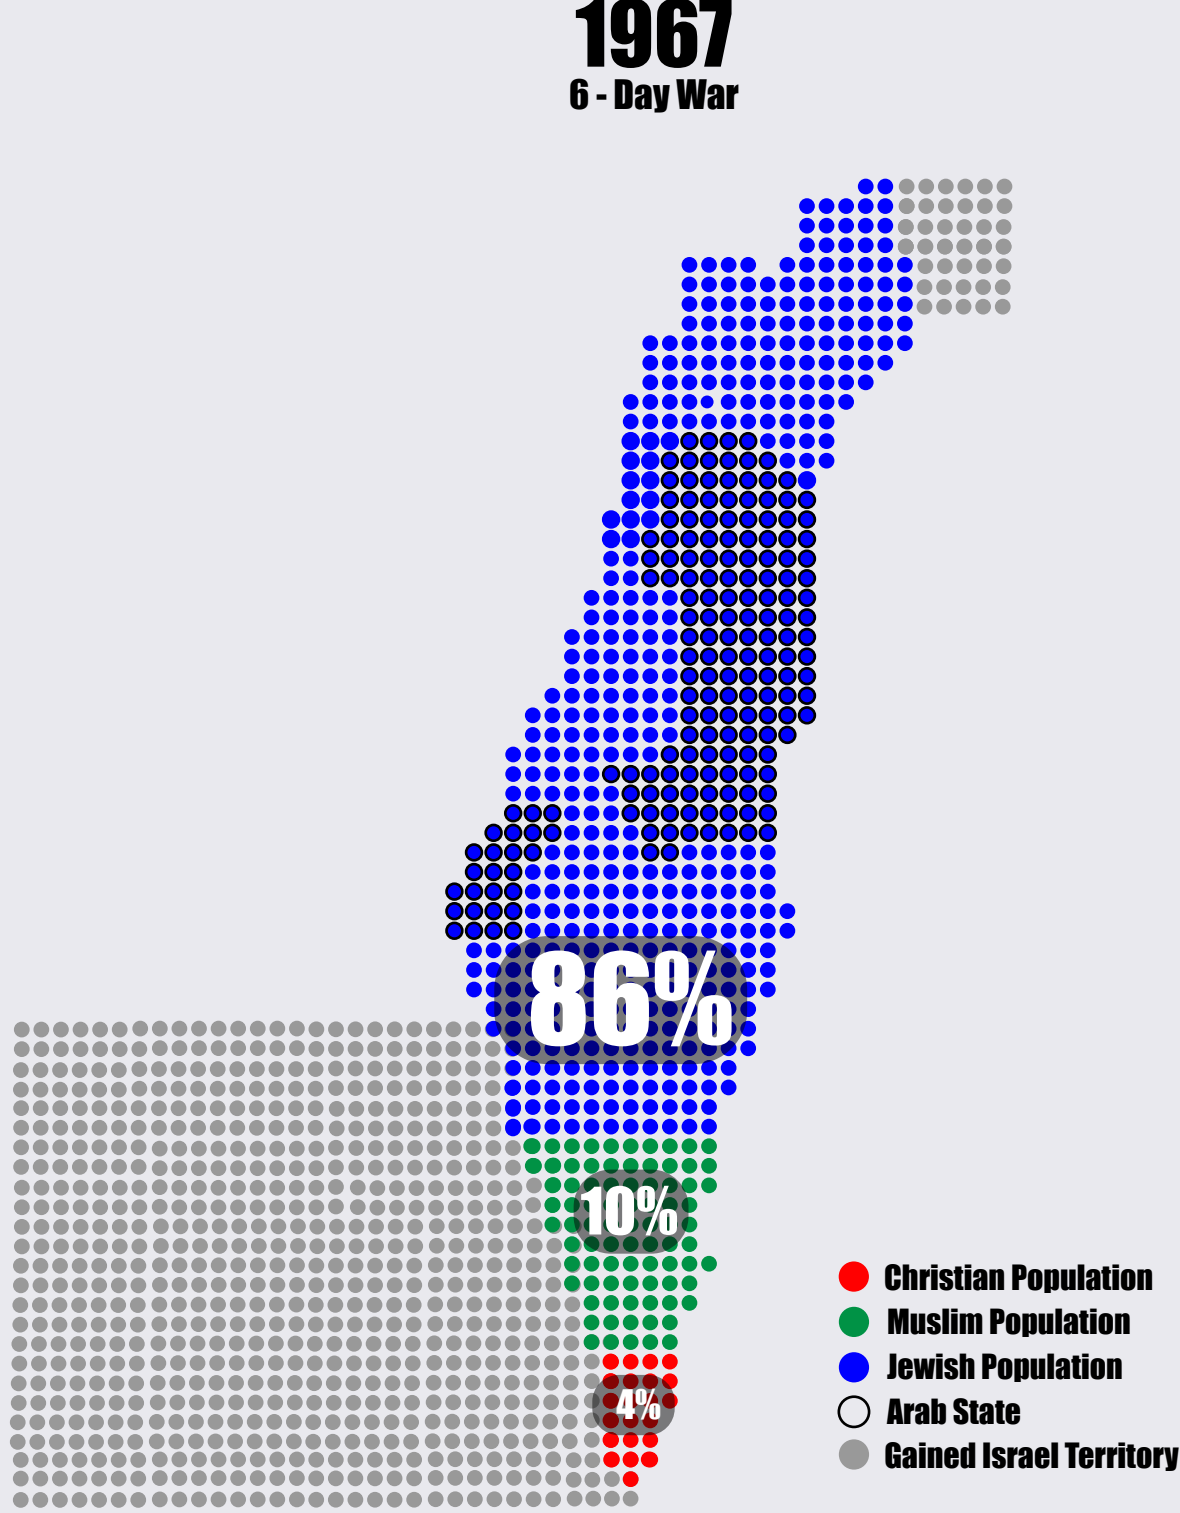 1967
6 - Day War
86%
10%
4%
Christian Population
Muslim Population
Jewish Population
Arab State
Gained Israel Territory